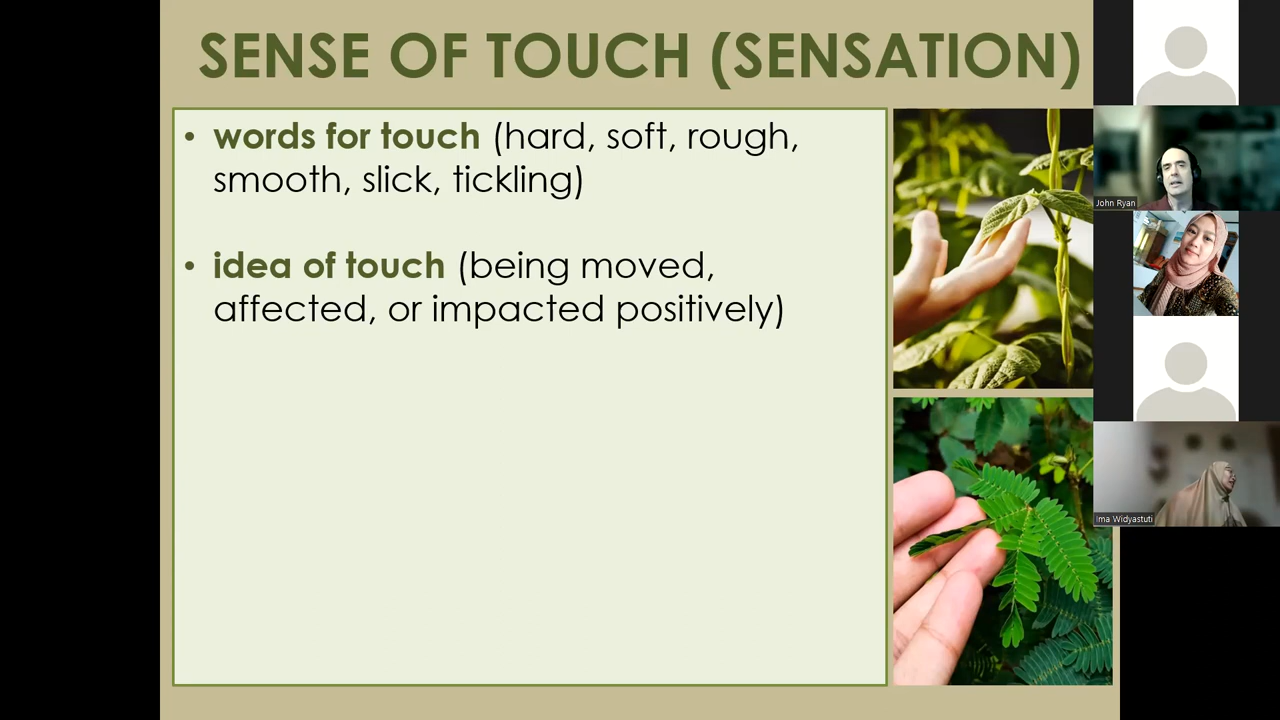 SENSE OF TOUCH (SENSATION)
• words for touch (hard, soft, rough,
smooth, slick, tickling)
• idea of touch (being moved,
affected, or impacted positively)
John Ryan
Ima Widyastuti